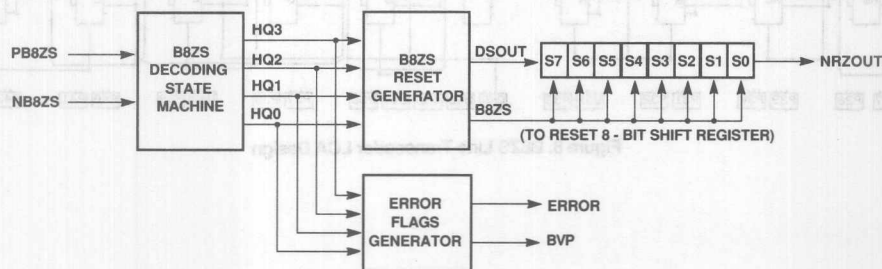 HQ3
DSOUT
PB8ZS
B8ZS
DECODING
STATE
MACHINE
HQ2
B8ZS
RESET
GENERATOR
S7 S6 S5 S4 S3 S2 S1 S0
NRZOUT
NB8ZS
HQ1
HQ0
B8ZS
(TO RESET 8 - BIT SHIFT REGISTER)
ERROR
FLAGS
GENERATOR
ERROR
BVP